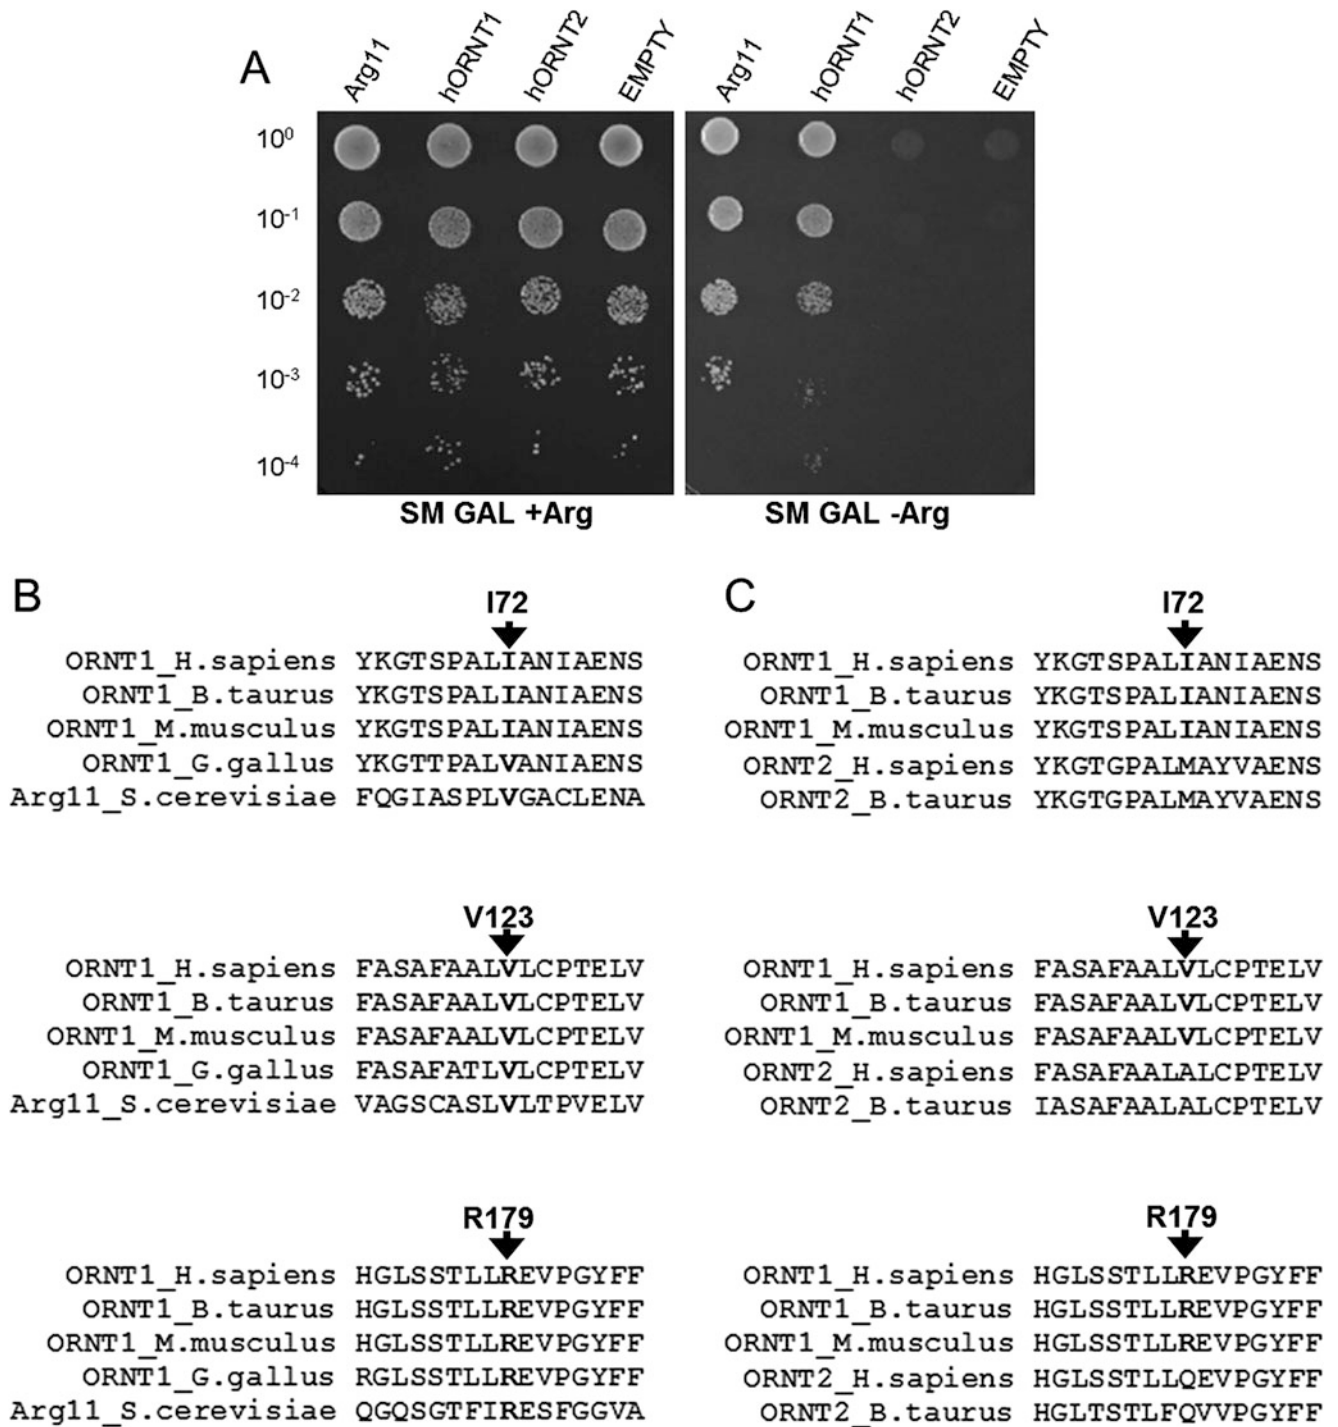 A
Arg11 hORNT1 hORNT2 EMPTY Arg11 hORNT1 hORNT2 EMPTY
10⁰
10⁻¹
10⁻²
10⁻³
10⁻⁴
SM GAL +Arg SM GAL -Arg
B
I72
ORNT1_H.sapiens YKGTSPALIANIAENS
ORNT1_B.taurus YKGTSPALIANIAENS
ORNT1_M.musculus YKGTSPALIANIAENS
ORNT1_G.gallus YKGTTPALVANIAENS
Arg11_S.cerevisiae FQGIASPLVGACLENA
V123
ORNT1_H.sapiens FASAFAALVLCPTELV
ORNT1_B.taurus FASAFAALVLCPTELV
ORNT1_M.musculus FASAFAALVLCPTELV
ORNT1_G.gallus FASAFATLVLCPTELV
Arg11_S.cerevisiae VAGSCASLVLTPVELV
R179
ORNT1_H.sapiens HGLSSTLLREVPGYFF
ORNT1_B.taurus HGLSSTLLREVPGYFF
ORNT1_M.musculus HGLSSTLLREVPGYFF
ORNT1_G.gallus RGLSSTLLREVPGYFF
Arg11_S.cerevisiae QGQSGTFIRESFGGVA
C
I72
ORNT1_H.sapiens YKGTSPALIANIAENS
ORNT1_B.taurus YKGTSPALIANIAENS
ORNT1_M.musculus YKGTSPALIANIAENS
ORNT2_H.sapiens YKGTGPALMAYVAENS
ORNT2_B.taurus YKGTGPALMAYVAENS
V123
ORNT1_H.sapiens FASAFAALVLCPTELV
ORNT1_B.taurus FASAFAALVLCPTELV
ORNT1_M.musculus FASAFAALVLCPTELV
ORNT2_H.sapiens FASAFAALALCPTELV
ORNT2_B.taurus IASAFAALALCPTELV
R179
ORNT1_H.sapiens HGLSSTLLREVPGYFF
ORNT1_B.taurus HGLSSTLLREVPGYFF
ORNT1_M.musculus HGLSSTLLREVPGYFF
ORNT2_H.sapiens HGLSSTLLQEVPGYFF
ORNT2_B.taurus HGLTSTLFQVVPGYFF